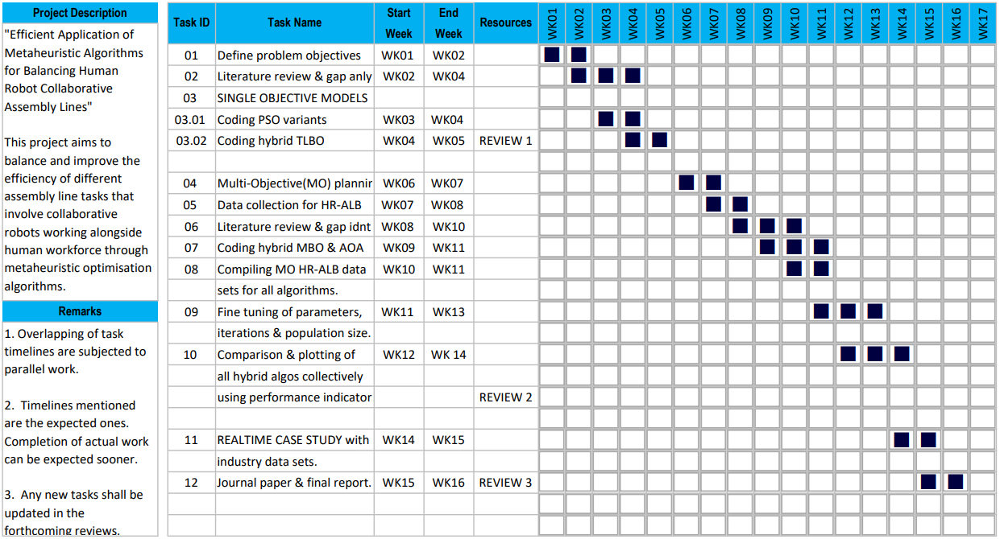 Project Description
"Efficient Application of
Metaheuristic Algorithms
for Balancing Human
Robot Collaborative
Assembly Lines"
This project aims to
balance and improve the
efficiency of different
assembly line tasks that
involve collaborative
robots working alongside
human workforce through
metaheuristic optimisation
algorithms.
Remarks
1. Overlapping of task
timelines are subjected to
parallel work.
2. Timelines mentioned
are the expected ones.
Completion of actual work
can be expected sooner.
3. Any new tasks shall be
updated in the
forthcoming reviews.
Task ID Task Name Start Week End Week Resources WK01 WK02 WK03 WK04 WK05 WK06 WK07 WK08 WK09 WK10 WK11 WK12 WK13 WK14 WK15 WK16 WK17
01 Define problem objectives WK01 WK02
02 Literature review & gap anly WK02 WK04
03 SINGLE OBJECTIVE MODELS
03.01 Coding PSO variants WK03 WK04
03.02 Coding hybrid TLBO WK04 WK05 REVIEW 1
04 Multi-Objective(MO) plannir WK06 WK07
05 Data collection for HR-ALB WK07 WK08
06 Literature review & gap idnt WK08 WK10
07 Coding hybrid MBO & AOA WK09 WK11
08 Compiling MO HR-ALB data WK10 WK11
sets for all algorithms.
09 Fine tuning of parameters, WK11 WK13
iterations & population size.
10 Comparison & plotting of WK12 WK 14
all hybrid algos collectively
using performance indicator REVIEW 2
11 REALTIME CASE STUDY with WK14 WK15
industry data sets.
12 Journal paper & final report. WK15 WK16 REVIEW 3